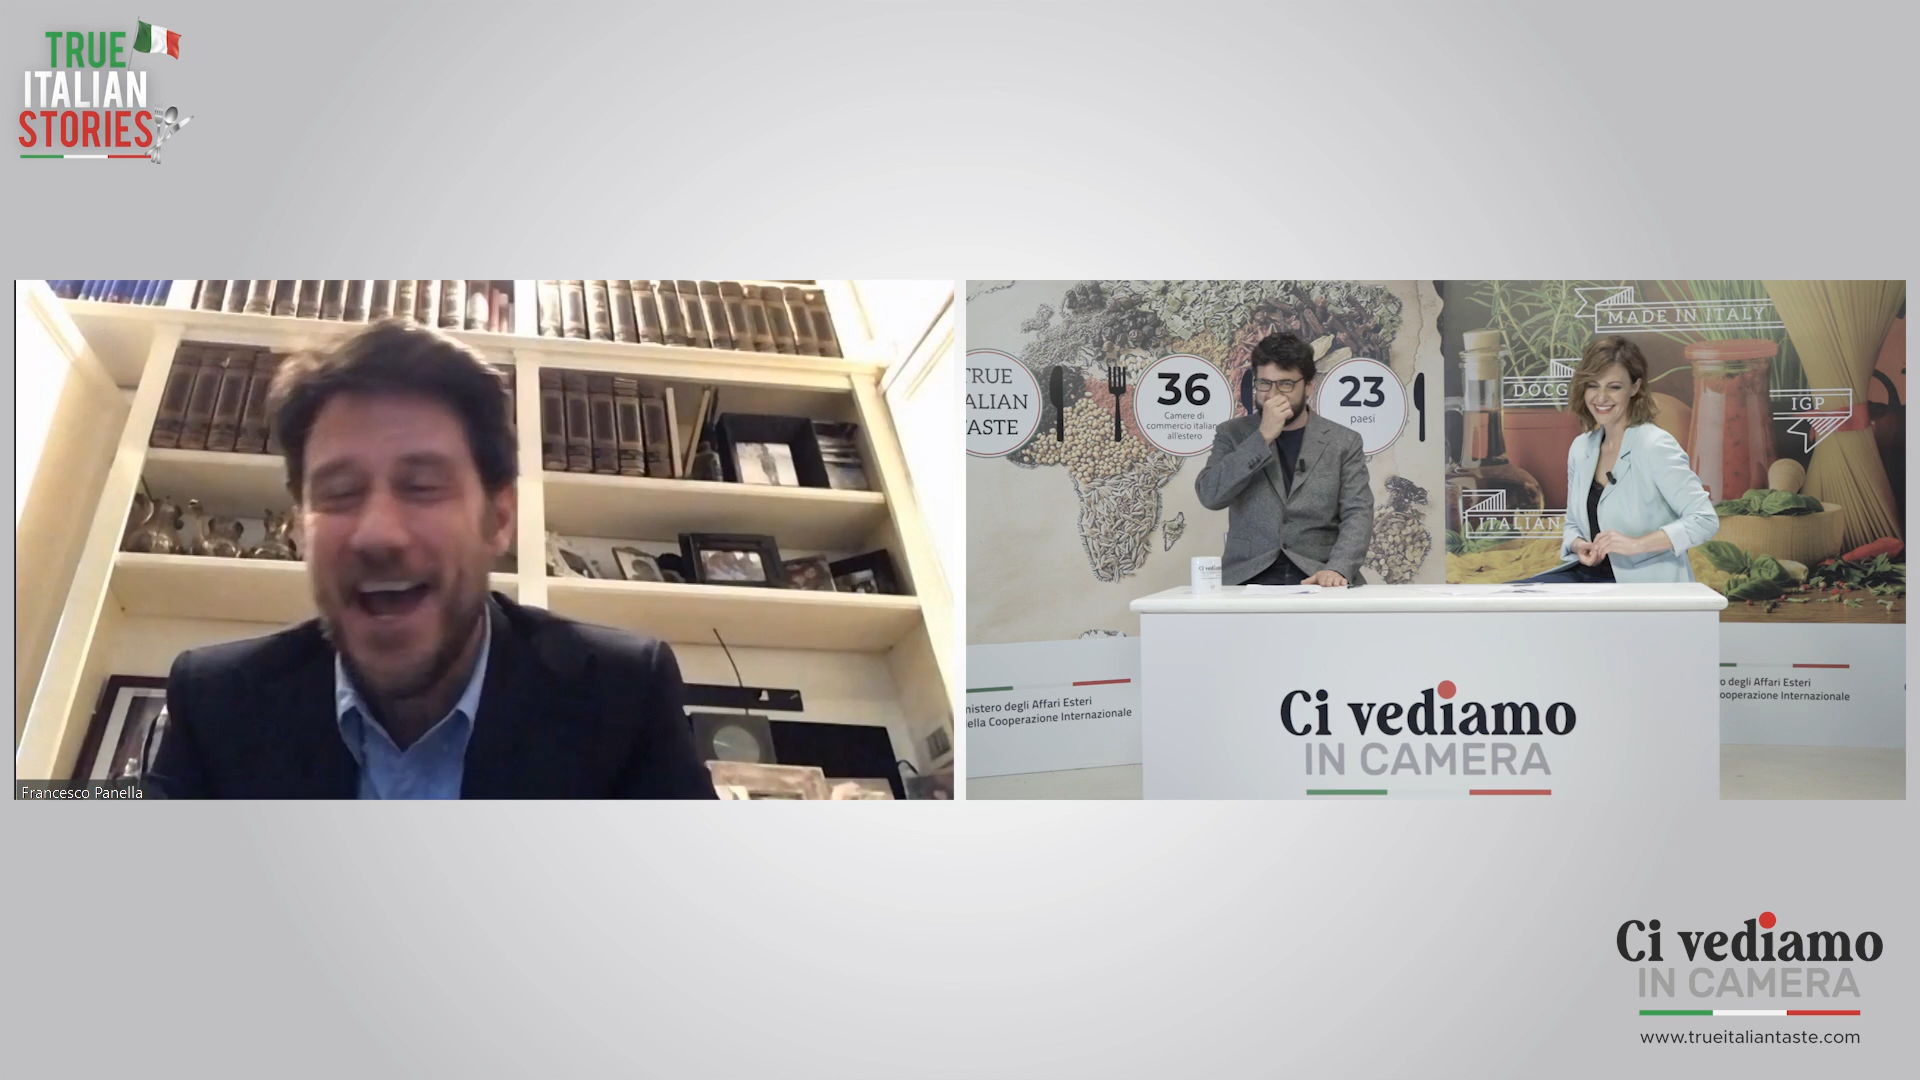 TRUE
ITALIAN
STORIES
Francesco Panella
TRUE
ALIAN
TASTE
36
Camere di
commercio italian
all'estero
23
paesi
MADE IN ITALY
DOCG
IGP
ITALIAN
nistero degli Affari Esteri
ella Cooperazione Internazionale
o degli Affari Esteri
ooperazione Internazionale
Ci vediamo
IN CAMERA
Ci vediamo
IN CAMERA
www.trueitaliantaste.com